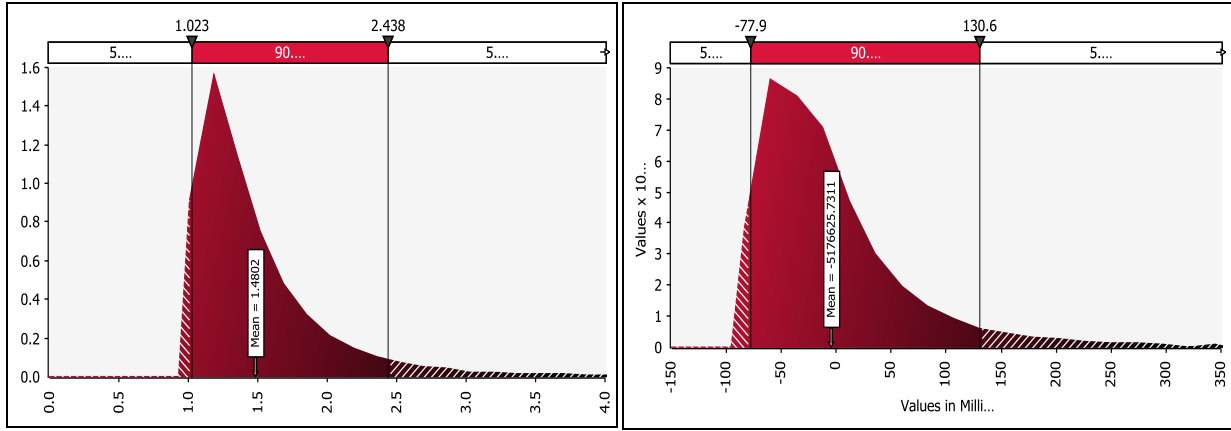 1.023 2.438
5.... 90.... 5....
1.6
1.4
1.2
1.0
0.8
0.6
0.4
0.2
0.0
Mean = 1.4802
0.0 0.5 1.0 1.5 2.0 2.5 3.0 3.5 4.0
-77.9 130.6
5.... 90.... 5....
9
8
7
6
5
4
3
2
1
0
Values x 10...
Mean = -5176625.7311
-150 -100 -50 0 50 100 150 200 250 300 350
Values in Milli...